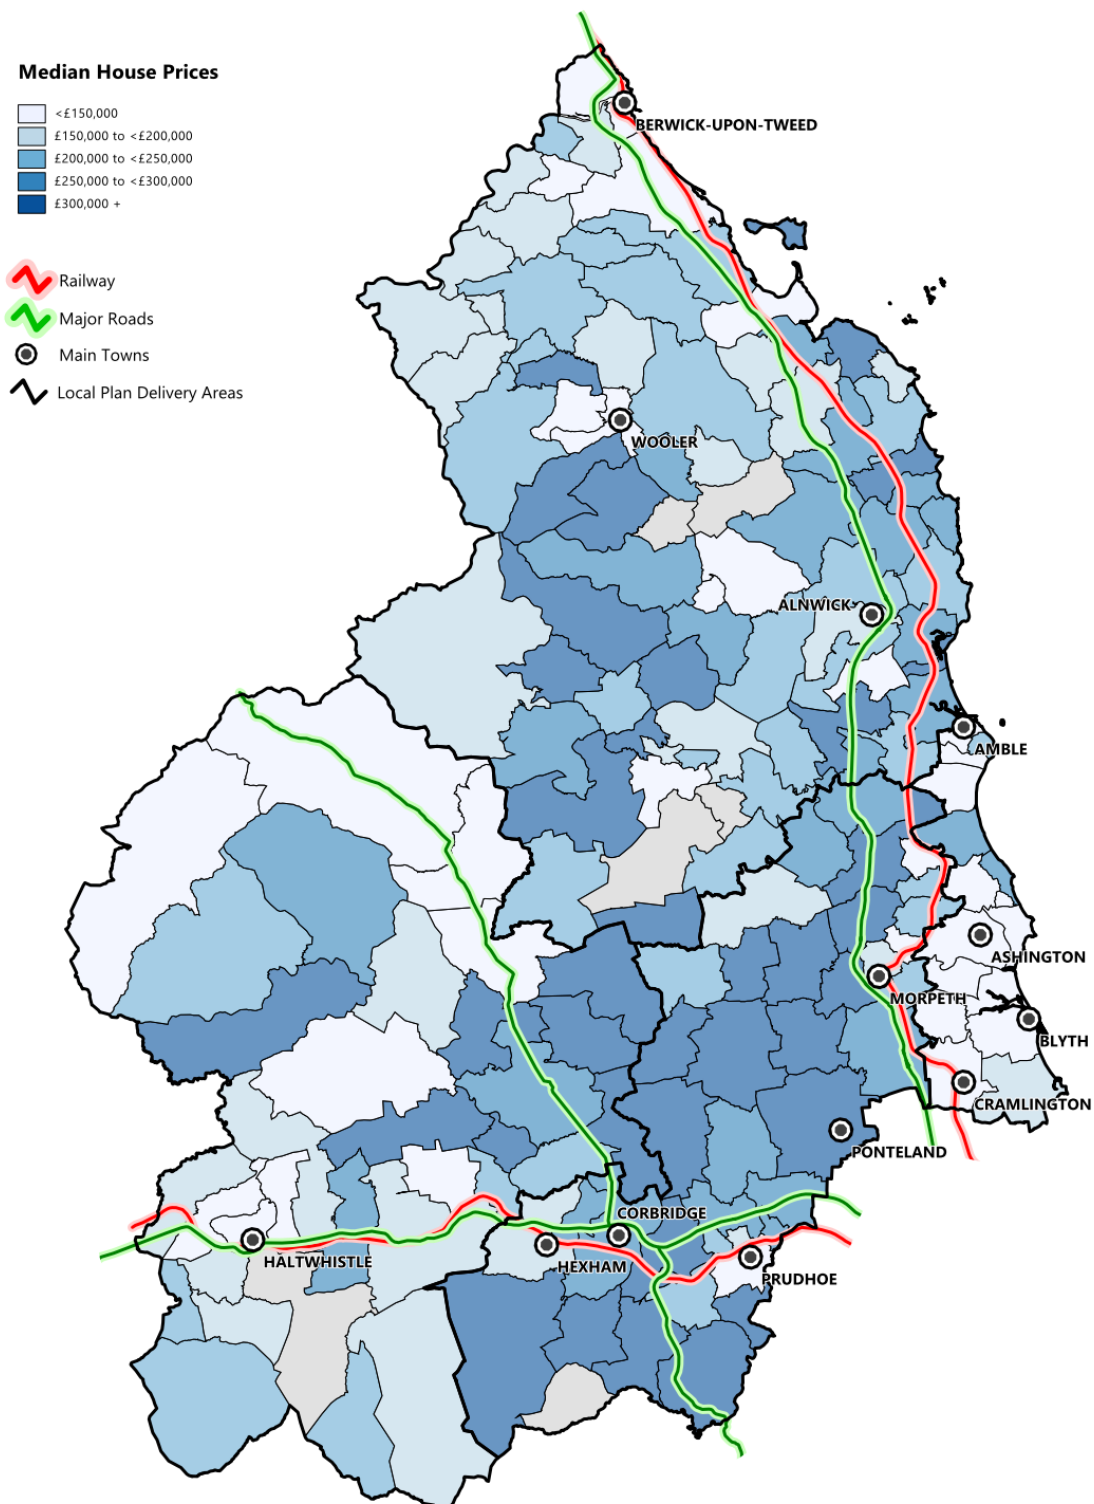 Median House Prices
<£150,000
£150,000 to <£200,000
£200,000 to <£250,000
£250,000 to <£300,000
£300,000 +
Railway
Major Roads
Main Towns
Local Plan Delivery Areas
BERWICK-UPON-TWEED
WOOLER
ALNWICK
AMBLE
ASHINGTON
MORPETH
BLYTH
CRAMLINGTON
PONTELAND
CORBRIDGE
HALTWHISTLE
HEXHAM
PRUDHOE